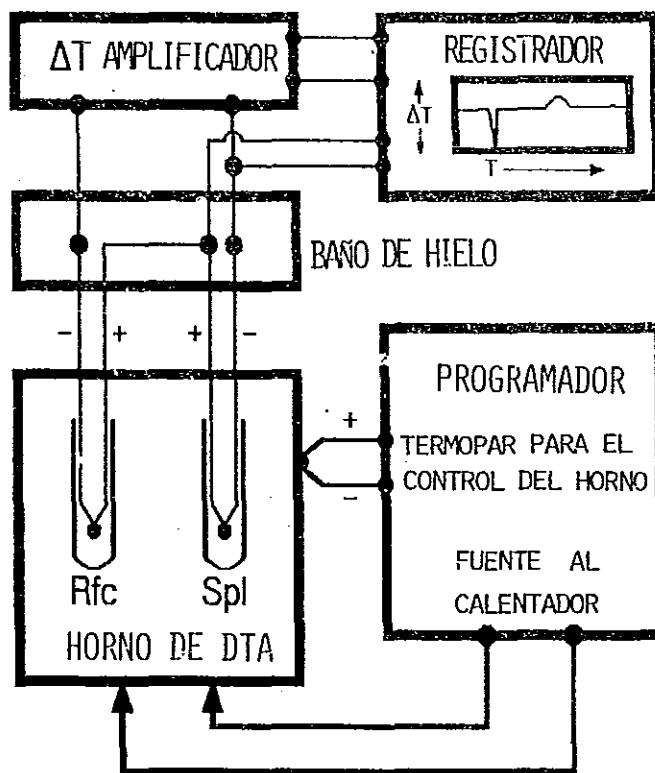 ΔT AMPLIFICADOR
REGISTRADOR
ΔT
T
BAÑO DE HIELO
- + + -
PROGRAMADOR
+
TERMOPAR PARA EL
CONTROL DEL HORNO
-
Rfc Spl
HORNO DE DTA
FUENTE AL
CALENTADOR